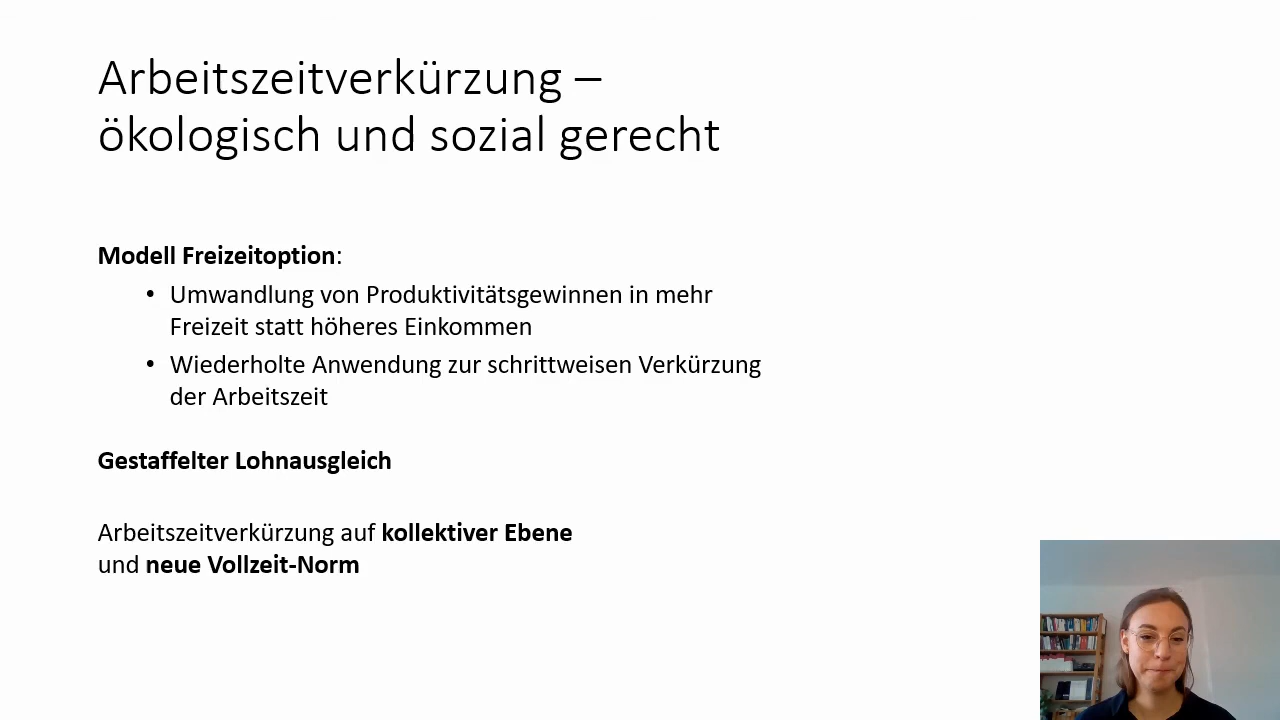 Arbeitszeitverkürzung –
ökologisch und sozial gerecht
Modell Freizeitoption:
• Umwandlung von Produktivitätsgewinnen in mehr
Freizeit statt höheres Einkommen
• Wiederholte Anwendung zur schrittweisen Verkürzung
der Arbeitszeit
Gestaffelter Lohnausgleich
Arbeitszeitverkürzung auf kollektiver Ebene
und neue Vollzeit-Norm